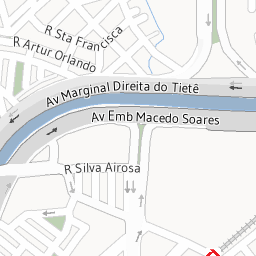 R Sta Francisca
R Artur Orlando
Av Marginal Direita do Tietê
Av Emb Macedo Soares
R Silva Airosa